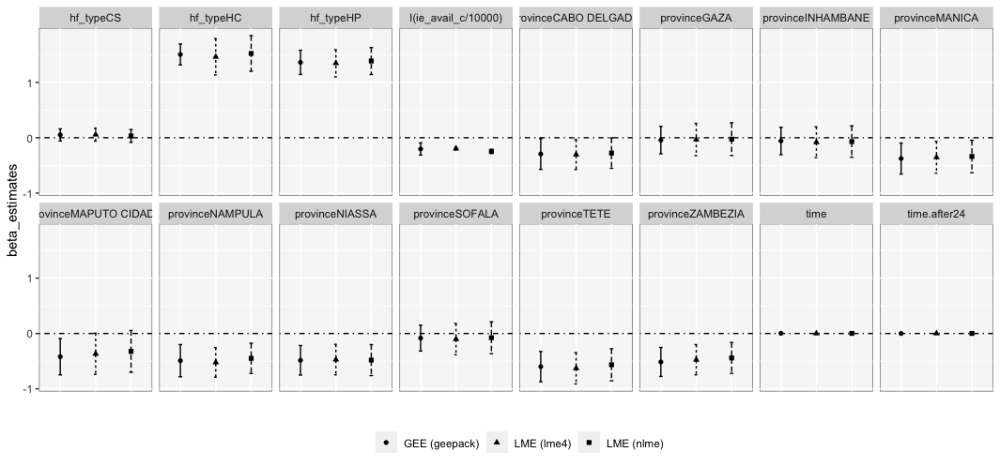 hf_typeCS hf_typeHC hf_typeHP I(ie_avail_c/10000) rovinceCABO DELGAD provinceGAZA provinceINHAMBANE provinceMANICA
1
0
-1
beta_estimates
ovinceMAPUTO CIDAD provinceNAMPULA provinceNIASSA provinceSOFALA provinceTETE provinceZAMBEZIA time time.after24
1
0
-1
GEE (geepack) LME (lme4) LME (nlme)